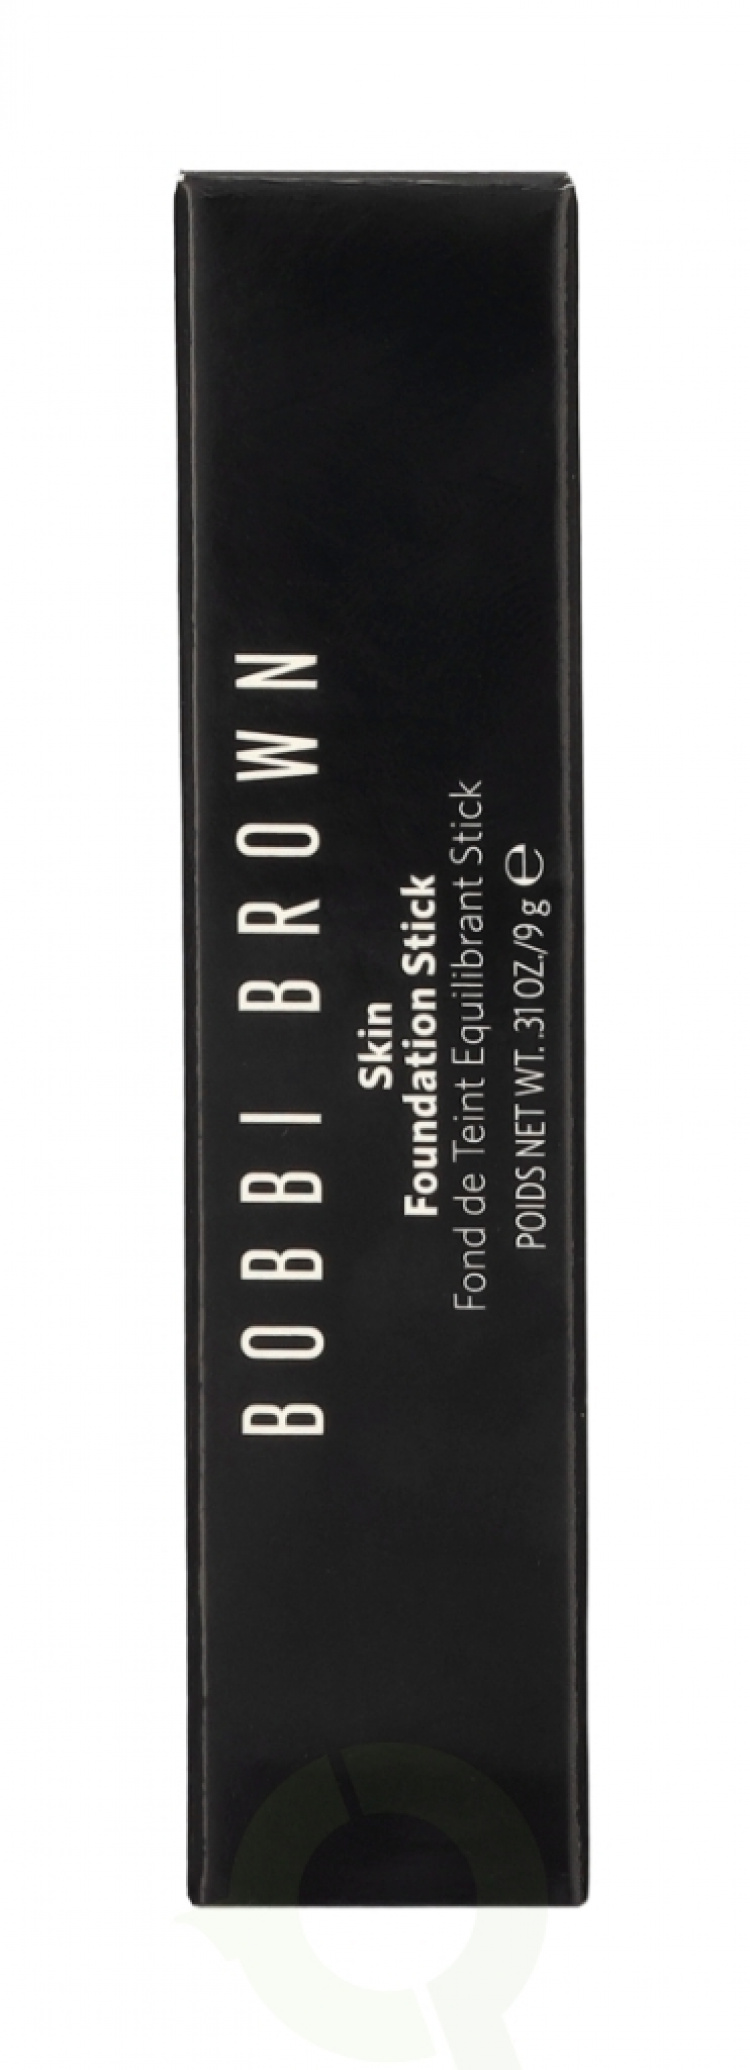 BOBBI BROWN
Skin
Foundation Stick
Fond de Teint Equilibrant Stick
POIDS NET WT. .31 OZ./9 g ℮